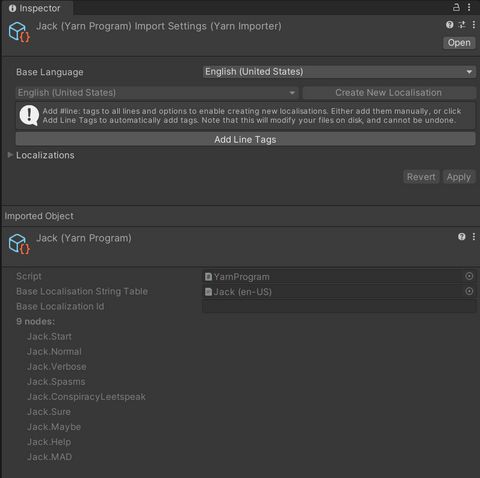 Inspector
Jack (Yarn Program) Import Settings (Yarn Importer)
Open
Base Language
English (United States)
English (United States)
Create New Localisation
Add #line: tags to all lines and options to enable creating new localisations. Either add them manually, or click
Add Line Tags to automatically add tags. Note that this will modify your files on disk, and cannot be undone.
Add Line Tags
Localizations
Revert
Apply
Imported Object
Jack (Yarn Program)
Script
YarnProgram
Base Localisation String Table
Jack (en-US)
Base Localization Id
9 nodes:
Jack.Start
Jack.Normal
Jack.Verbose
Jack.Spasms
Jack.ConspiracyLeetspeak
Jack.Sure
Jack.Maybe
Jack.Help
Jack.MAD